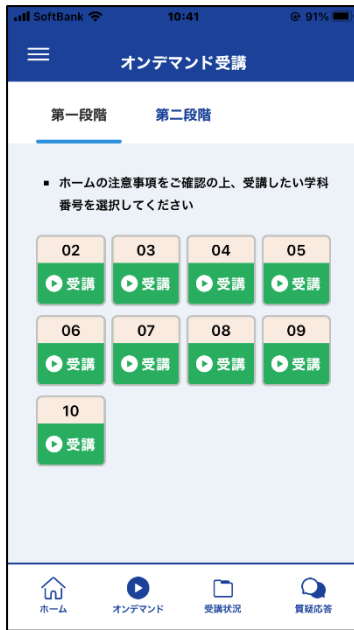 SoftBank 10:41 91%
オンデマンド受講
第一段階 第二段階
ホームの注意事項をご確認の上、受講したい学科
番号を選択してください
02 03 04 05
受講 受講 受講 受講
06 07 08 09
受講 受講 受講 受講
10
受講
ホーム オンデマンド 受講状況 質疑応答